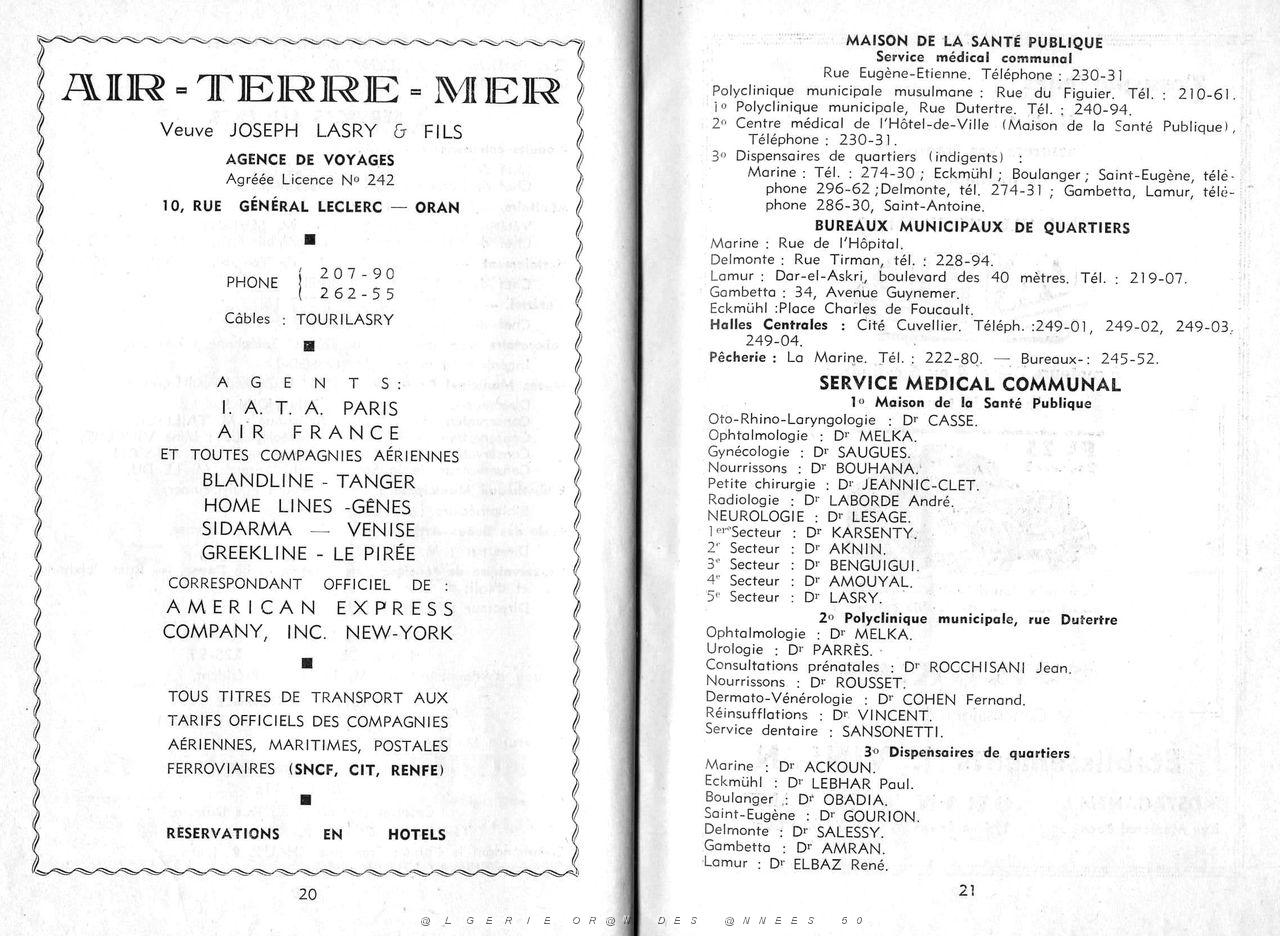 AIR - TERRE - MER
Veuve JOSEPH LASRY & FILS
AGENCE DE VOYAGES
Agréée Licence Nº 242
10, RUE GÉNÉRAL LECLERC — ORAN
PHONE { 207-90
262-55
Câbles : TOURILASRY
A G E N T S :
I. A. T. A. PARIS
AIR FRANCE
ET TOUTES COMPAGNIES AÉRIENNES
BLANDLINE - TANGER
HOME LINES -GÊNES
SIDARMA — VENISE
GREEKLINE - LE PIRÉE
CORRESPONDANT OFFICIEL DE :
AMERICAN EXPRESS
COMPANY, INC. NEW-YORK
TOUS TITRES DE TRANSPORT AUX
TARIFS OFFICIELS DES COMPAGNIES
AÉRIENNES, MARITIMES, POSTALES
FERROVIAIRES (SNCF, CIT, RENFE)
RESERVATIONS EN HOTELS
20
MAISON DE LA SANTÉ PUBLIQUE
Service médical communal
Rue Eugène-Etienne. Téléphone : 230-31
Polyclinique municipale musulmane : Rue du Figuier. Tél. : 210-61.
1º Polyclinique municipale, Rue Dutertre. Tél. : 240-94.
2º Centre médical de l'Hôtel-de-Ville (Maison de la Santé Publique),
Téléphone : 230-31.
3º Dispensaires de quartiers (indigents) :
Marine : Tél. : 274-30 ; Eckmühl ; Boulanger ; Saint-Eugène, télé-
phone 296-62 ;Delmonte, tél. 274-31 ; Gambetta, Lamur, télé-
phone 286-30, Saint-Antoine.
BUREAUX MUNICIPAUX DE QUARTIERS
Marine : Rue de l'Hôpital.
Delmonte : Rue Tirman, tél. : 228-94.
Lamur : Dar-el-Askri, boulevard des 40 mètres. Tél. : 219-07.
Gambetta : 34, Avenue Guynemer.
Eckmühl :Place Charles de Foucault.
Halles Centrales : Cité Cuvellier. Téléph. :249-01, 249-02, 249-03,
249-04.
Pêcherie : La Marine. Tél. : 222-80. — Bureaux-: 245-52.
SERVICE MEDICAL COMMUNAL
1º Maison de la Santé Publique
Oto-Rhino-Laryngologie : Dr CASSE.
Ophtalmologie : Dr MELKA.
Gynécologie : Dr SAUGUES.
Nourrissons : Dr BOUHANA.
Petite chirurgie : Dr JEANNIC-CLET.
Radiologie : Dr LABORDE André.
NEUROLOGIE : Dr LESAGE.
1er Secteur : Dr KARSENTY.
2e Secteur : Dr AKNIN.
3e Secteur : Dr BENGUIGUI.
4e Secteur : Dr AMOUYAL.
5e Secteur : Dr LASRY.
2º Polyclinique municipale, rue Dutertre
Ophtalmologie : Dr MELKA.
Urologie : Dr PARRÈS.
Consultations prénatales : Dr ROCCHISANI Jean.
Nourrissons : Dr ROUSSET.
Dermato-Vénérologie : Dr COHEN Fernand.
Réinsufflations : Dr VINCENT.
Service dentaire : SANSONETTI.
3º Dispensaires de quartiers
Marine : Dr ACKOUN.
Eckmühl : Dr LEBHAR Paul.
Boulanger : Dr OBADIA.
Saint-Eugène : Dr GOURION.
Delmonte : Dr SALESSY.
Gambetta : Dr AMRAN.
Lamur : Dr ELBAZ René.
21
@LGERIE OR@N DES @NNEES 50